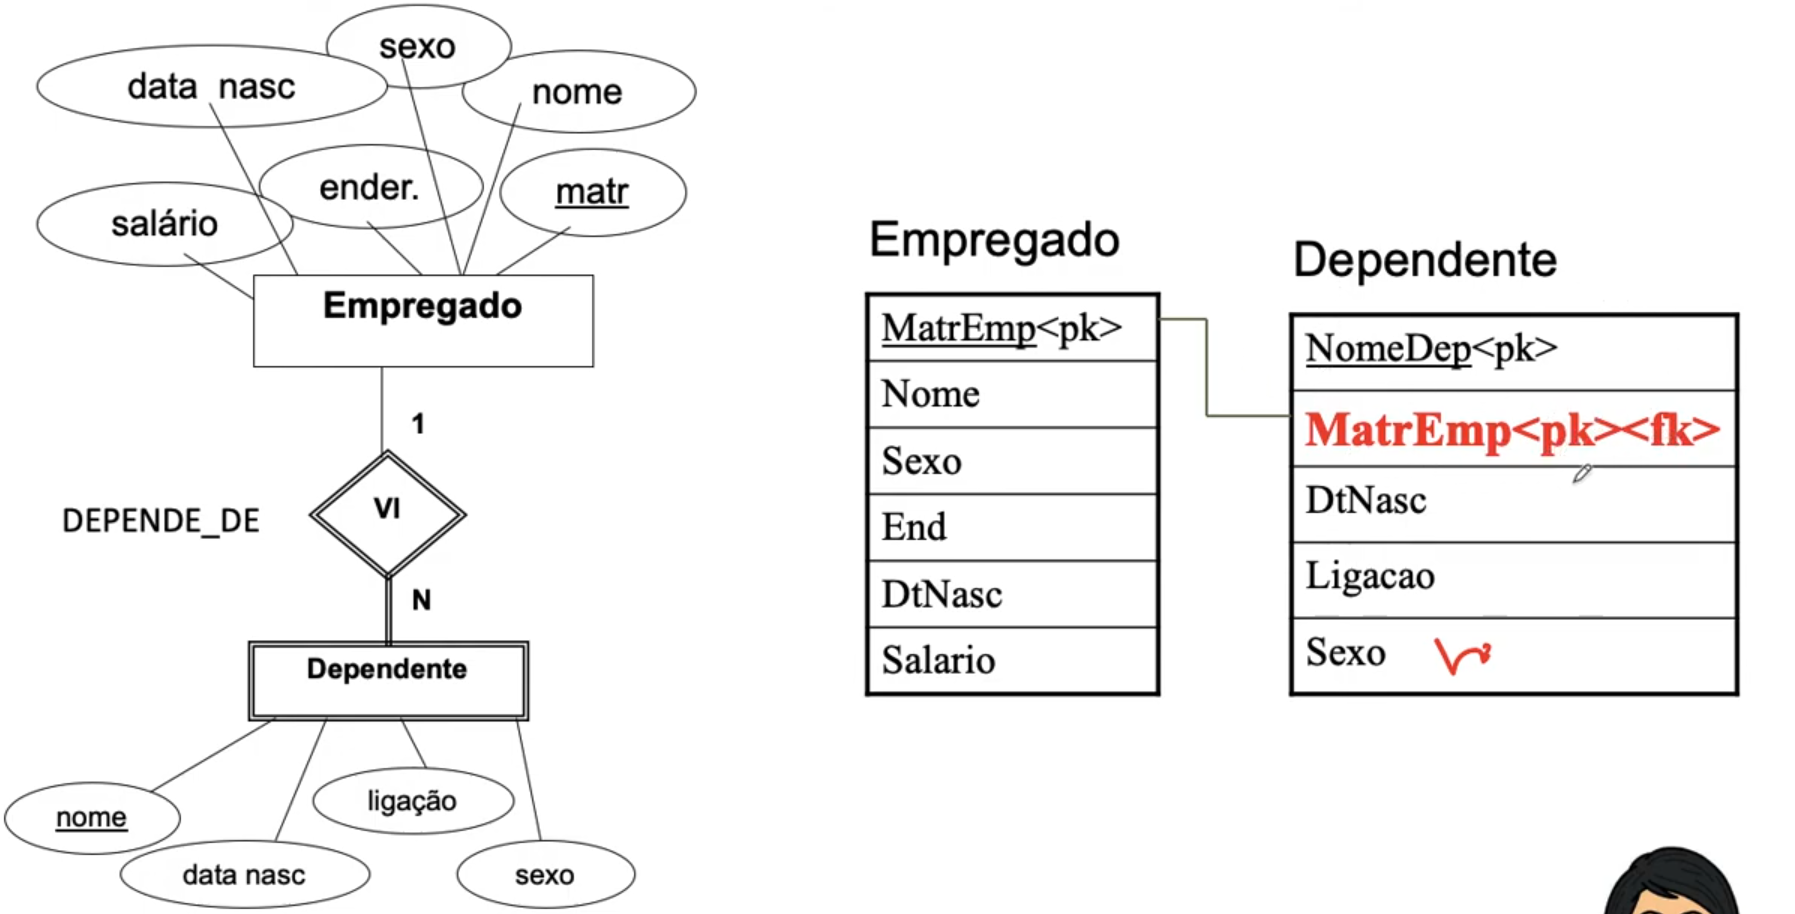 sexo
data nasc
nome
ender.
matr
salário
Empregado
1
DEPENDE_DE
VI
N
Dependente
nome
ligação
data nasc
sexo
Empregado
MatrEmp<pk>
Nome
Sexo
End
DtNasc
Salario
Dependente
NomeDep<pk>
MatrEmp<pk><fk>
DtNasc
Ligacao
Sexo